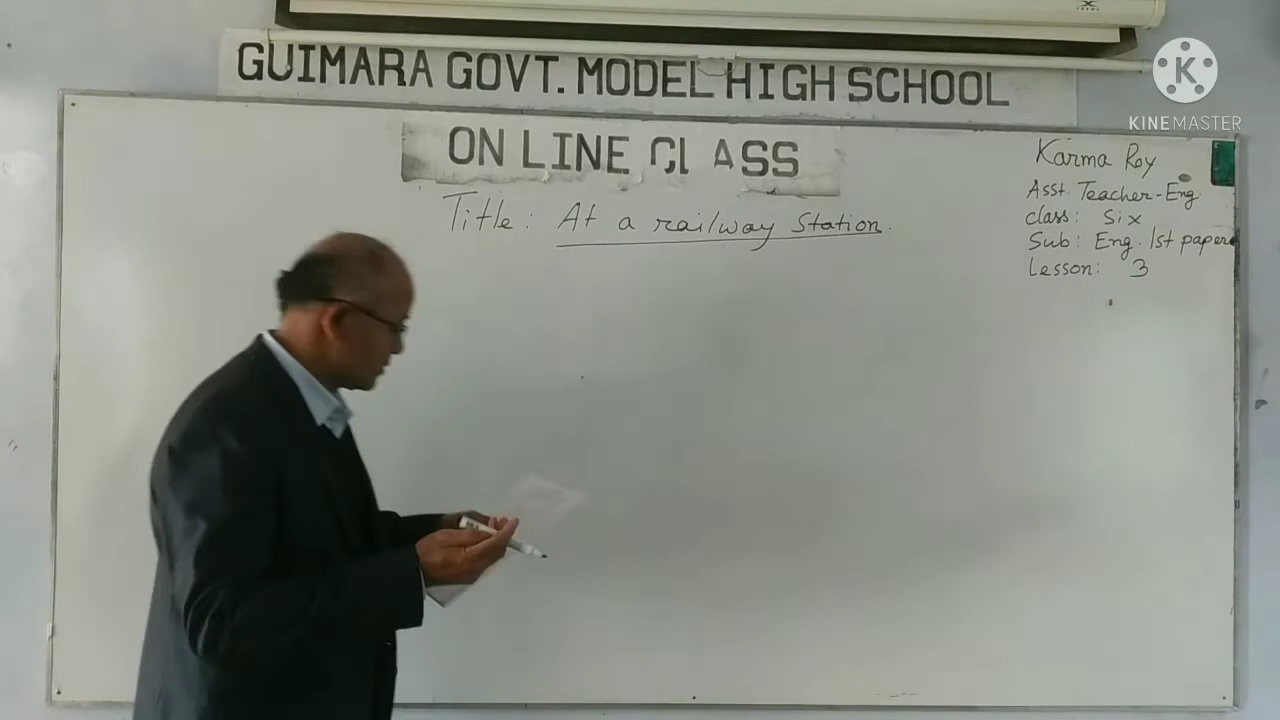 GUIMARA GOVT. MODEL HIGH SCHOOL
KINEMASTER
ON LINE CLASS
Title: At a railway Station.
Karma Roy
Asst. Teacher-Eng
class: Six
Sub: Eng. 1st paper
Lesson: 3